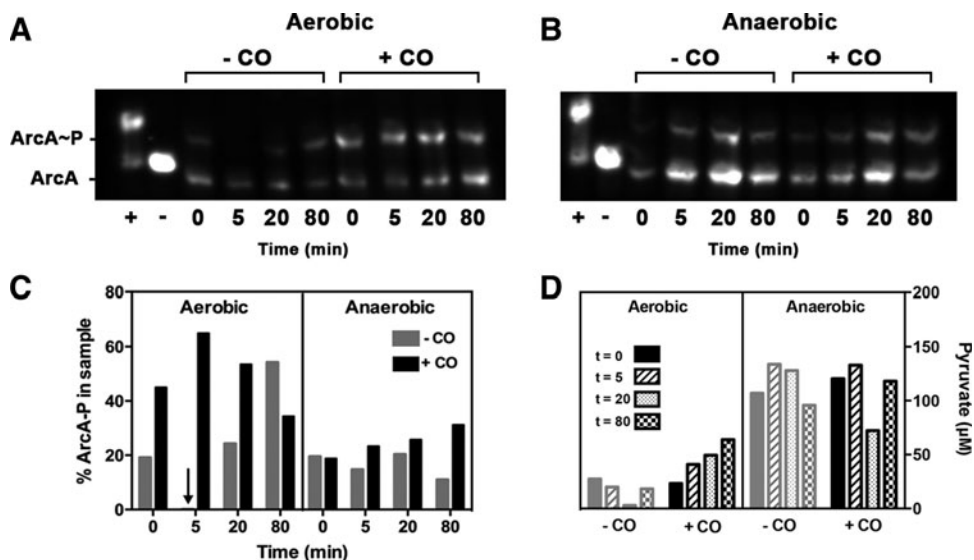 A
Aerobic
- CO
+ CO
ArcA~P
ArcA
+ - 0 5 20 80 0 5 20 80
Time (min)
B
Anaerobic
- CO
+ CO
+ - 0 5 20 80 0 5 20 80
Time (min)
C
% ArcA-P in sample
80
60
40
20
0
Aerobic
Anaerobic
- CO
+ CO
0 5 20 80 0 5 20 80
Time (min)
D
Aerobic
Anaerobic
t = 0
t = 5
t = 20
t = 80
200
150
100
50
0
Pyruvate (µM)
- CO + CO - CO + CO